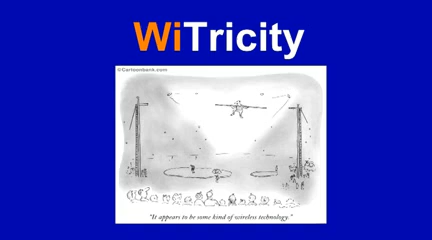 WiTricity
©Cartoonbank.com
"It appears to be some kind of wireless technology."